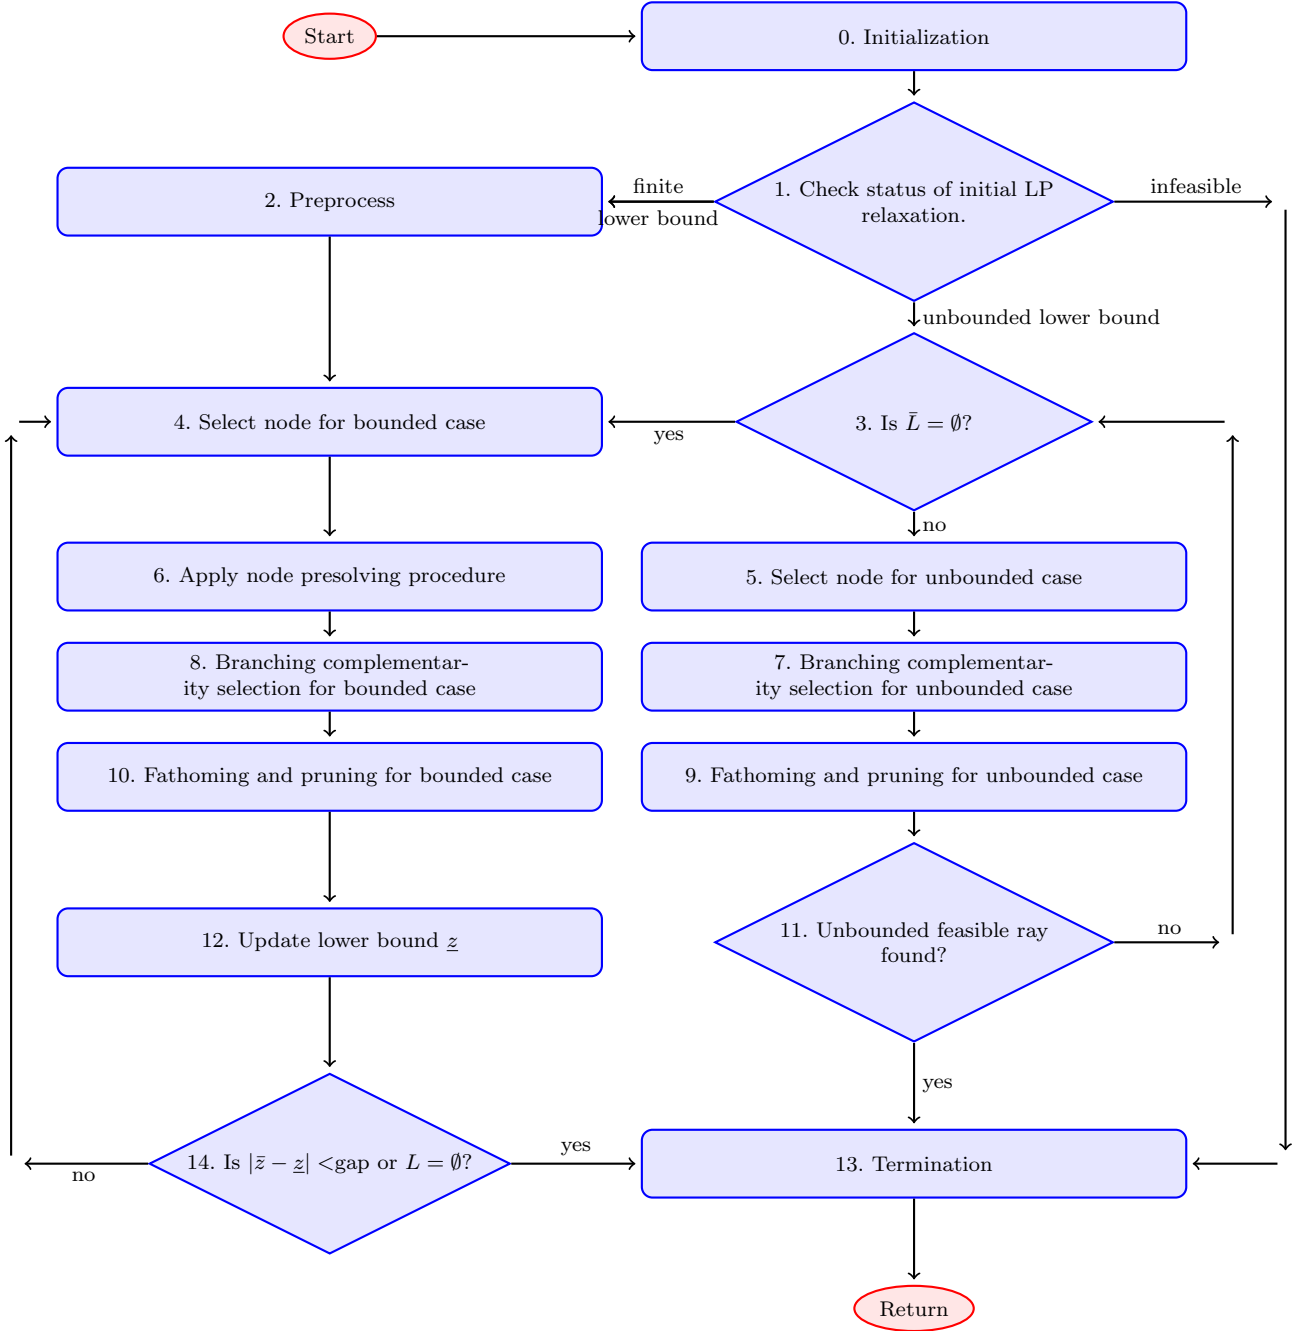 Start
0. Initialization
1. Check status of initial LP
relaxation.
finite
lower bound
infeasible
2. Preprocess
unbounded lower bound
3. Is L̄ = ∅?
yes
4. Select node for bounded case
no
5. Select node for unbounded case
6. Apply node presolving procedure
7. Branching complementar-
ity selection for unbounded case
8. Branching complementar-
ity selection for bounded case
9. Fathoming and pruning for unbounded case
10. Fathoming and pruning for bounded case
11. Unbounded feasible ray
found?
no
12. Update lower bound z̲
yes
14. Is |z̄ − z̲| <gap or L = ∅?
yes
no
13. Termination
Return